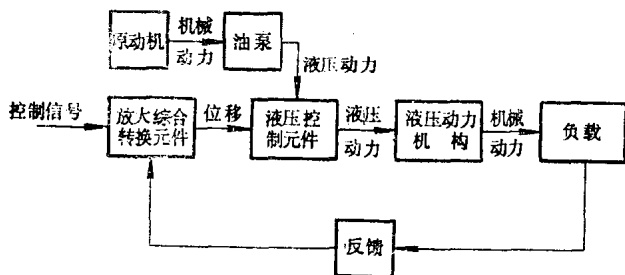 原动机
机械
动力
油泵
液压动力
控制信号
放大综合
转换元件
位移
液压控
制元件
液压
动力
液压动力
机构
机械
动力
负载
反馈